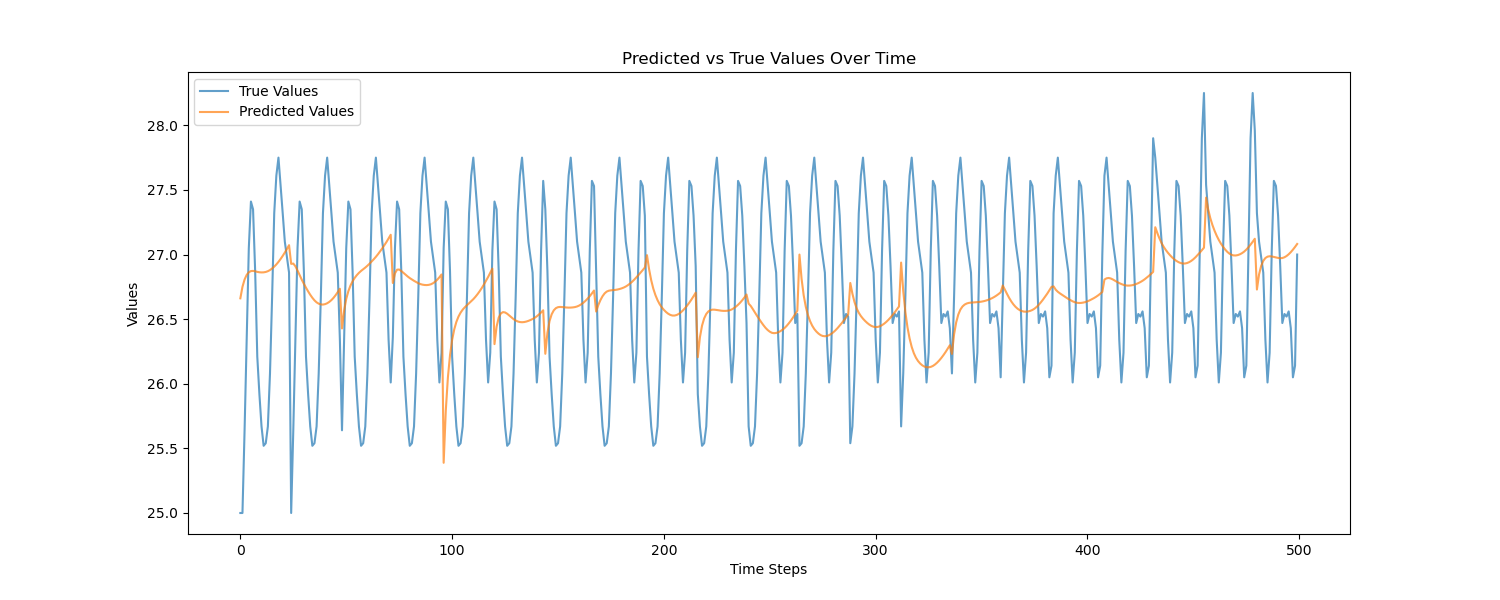 Predicted vs True Values Over Time
True Values
Predicted Values
28.0
27.5
27.0
26.5
26.0
25.5
25.0
Values
0 100 200 300 400 500
Time Steps